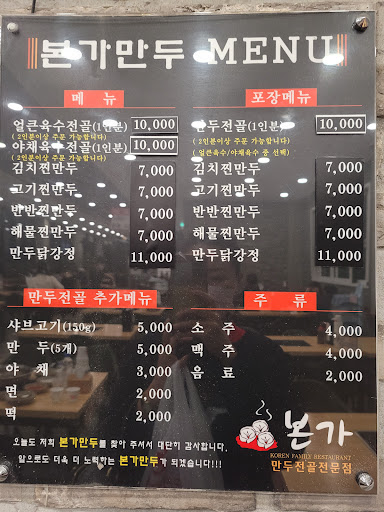 본가만두 MENU
메 뉴
얼큰육수전골(1인분) 10,000
( 2인분이상 주문 가능합니다 )
야채육수전골(1인분) 10,000
( 2인분이상 주문 가능합니다 )
김치찐만두 7,000
고기찐만두 7,000
반반찐만두 7,000
해물찐만두 7,000
만두닭강정 11,000
포장메뉴
만두전골(1인분) 10,000
( 2인분이상 주문 가능합니다 )
(얼큰육수/야채육수 중 선택)
김치찐만두 7,000
고기찐만두 7,000
반반찐만두 7,000
해물찐만두 7,000
만두닭강정 11,000
만두전골 추가메뉴
샤브고기(150g) 5,000
만 두(5개) 5,000
야 채 3,000
면 2,000
떡 2,000
주 류
소 주 4,000
맥 주 4,000
음 료 2,000
오늘도 저희 본가만두를 찾아 주셔서 대단히 감사합니다.
앞으로도 더욱 더 노력하는 본가만두가 되겠습니다!!!
본가
KOREN FAMILY RESTAURANT
만두전골전문점